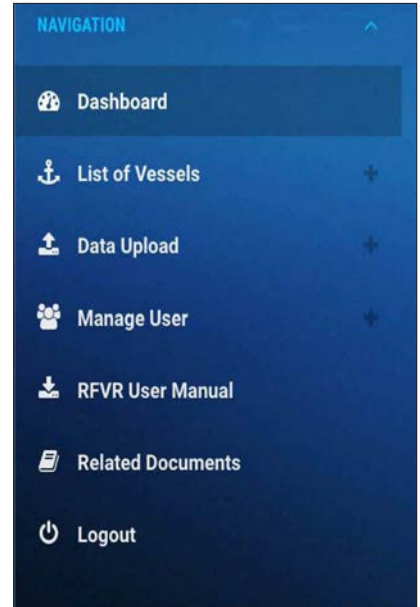 NAVIGATION
Dashboard
List of Vessels
Data Upload
Manage User
RFVR User Manual
Related Documents
Logout